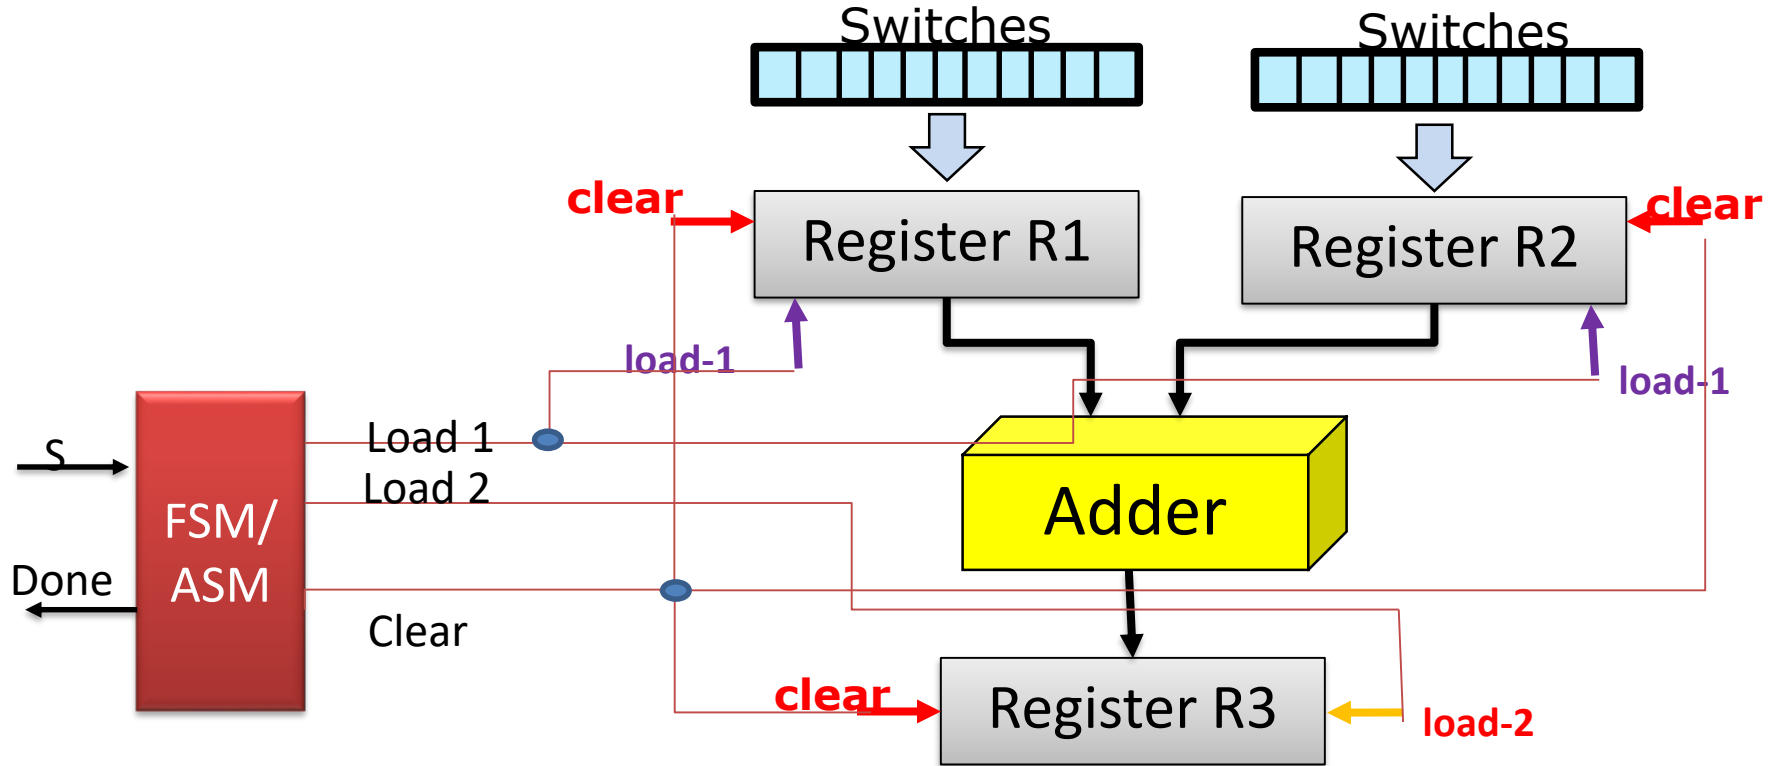 Switches
Switches
clear
clear
Register R1
Register R2
load-1
load-1
Load 1
S
Load 2
Adder
FSM/
ASM
Done
Clear
clear
Register R3
load-2